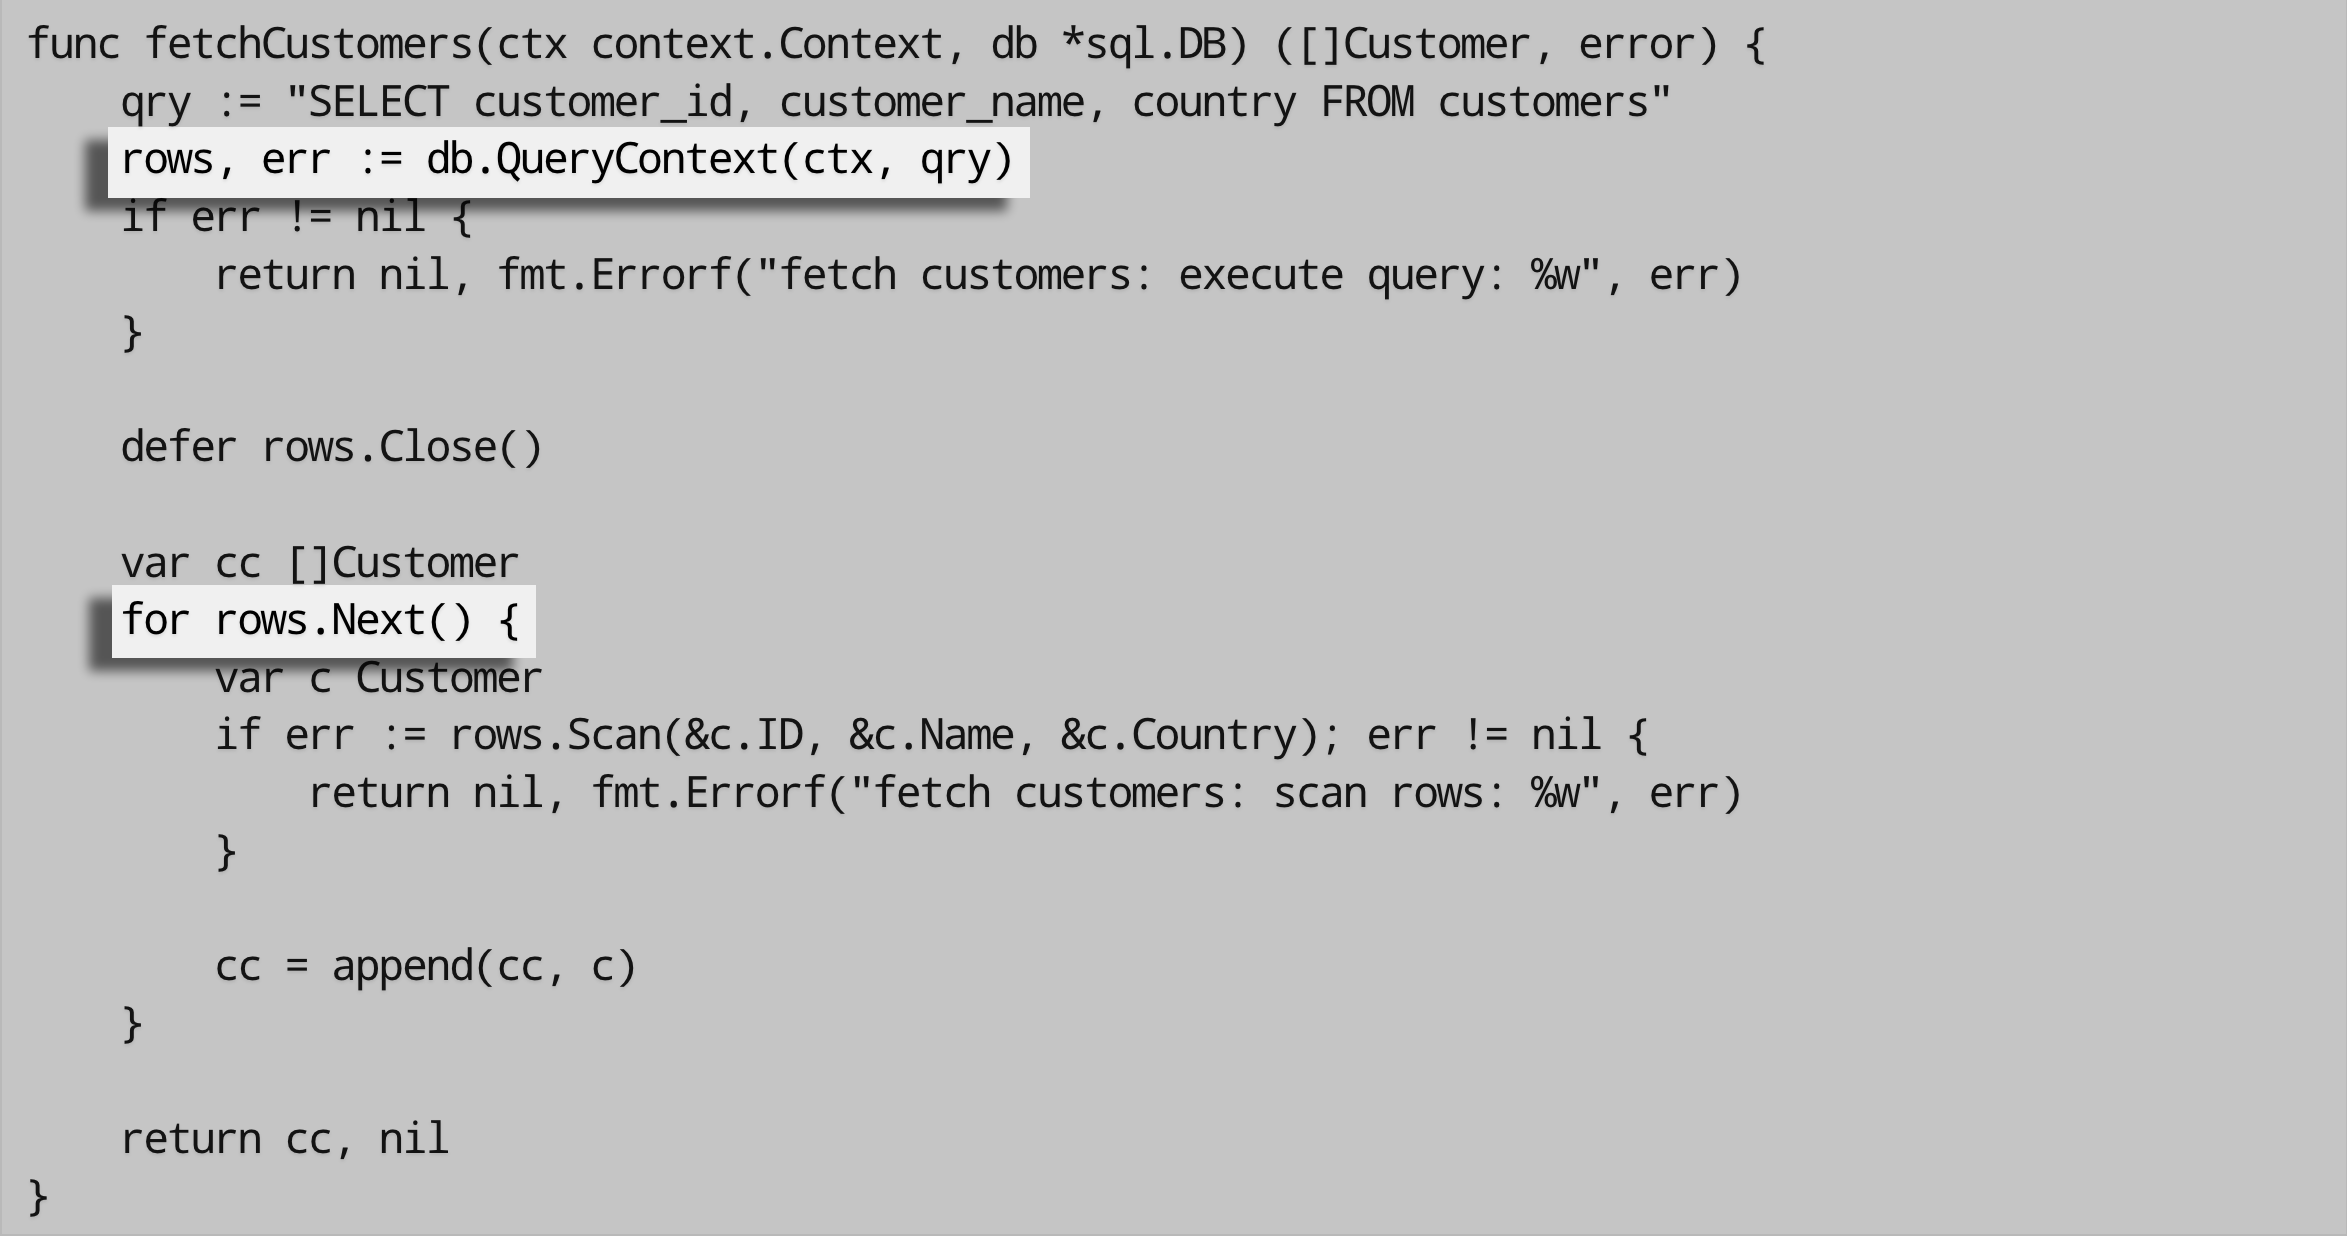 func fetchCustomers(ctx context.Context, db *sql.DB) ([]Customer, error) {
    qry := "SELECT customer_id, customer_name, country FROM customers"
    rows, err := db.QueryContext(ctx, qry)
    if err != nil {
        return nil, fmt.Errorf("fetch customers: execute query: %w", err)
    }

    defer rows.Close()

    var cc []Customer
    for rows.Next() {
        var c Customer
        if err := rows.Scan(&c.ID, &c.Name, &c.Country); err != nil {
            return nil, fmt.Errorf("fetch customers: scan rows: %w", err)
        }

        cc = append(cc, c)
    }

    return cc, nil
}